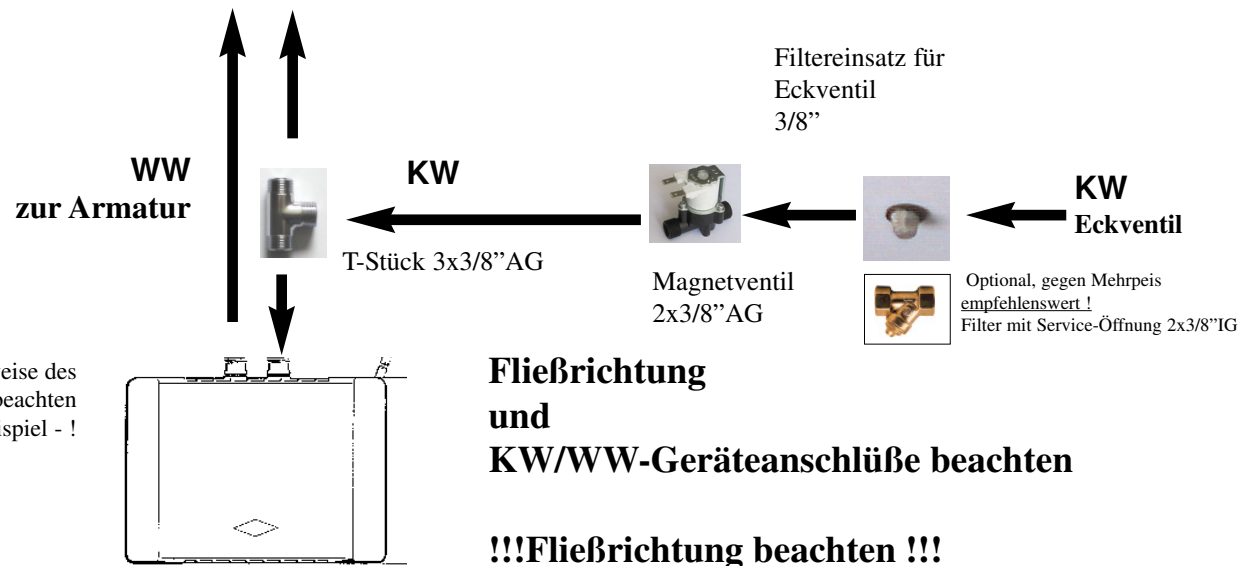 Filtereinsatz für
Eckventil
3/8”
WW
zur Armatur
KW
KW
Eckventil
T-Stück 3x3/8”AG
Magnetventil
2x3/8”AG
Optional, gegen Mehrpeis
empfehlenswert !
Filter mit Service-Öffnung 2x3/8”IG
eise des
beachten
ispiel - !
Fließrichtung
und
KW/WW-Geräteanschlüße beachten
!!!Fließrichtung beachten !!!